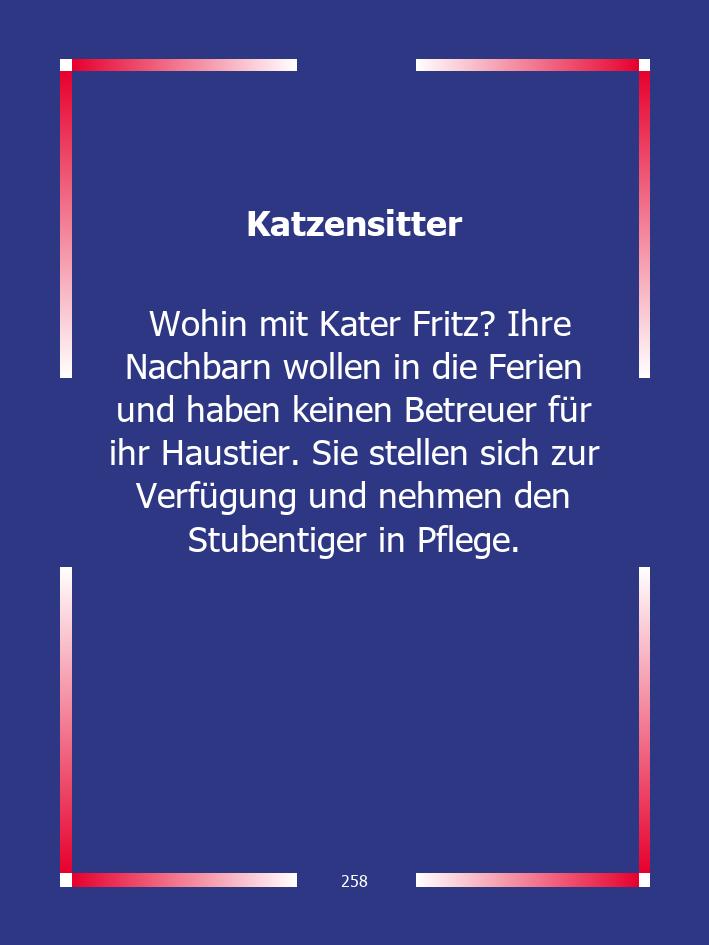 Katzensitter
Wohin mit Kater Fritz? Ihre
Nachbarn wollen in die Ferien
und haben keinen Betreuer für
ihr Haustier. Sie stellen sich zur
Verfügung und nehmen den
Stubentiger in Pflege.
258